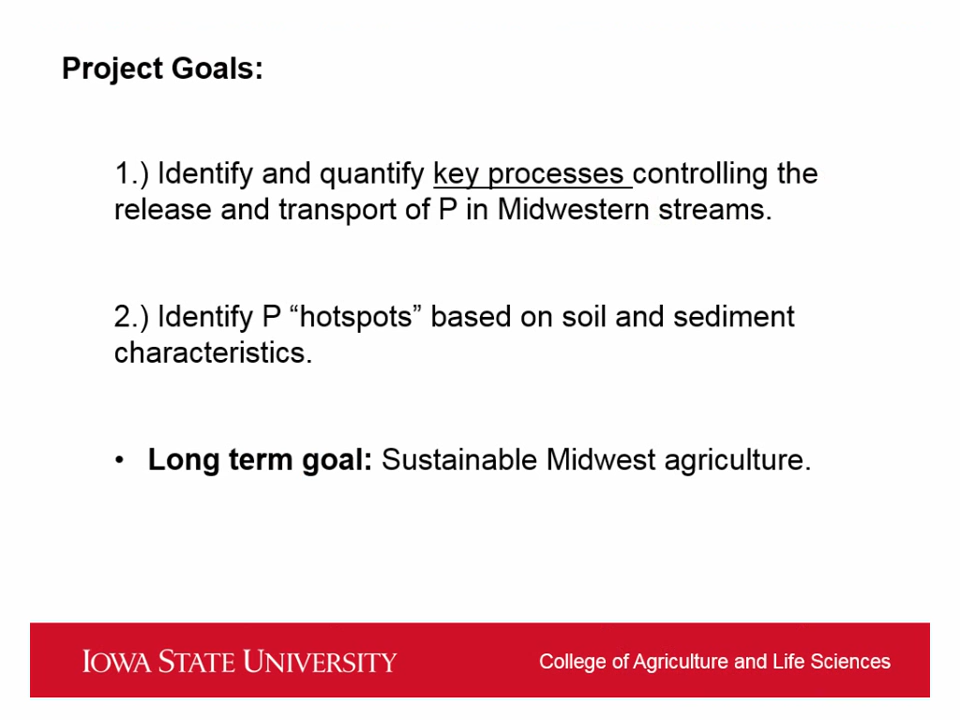 Project Goals:
1.) Identify and quantify key processes controlling the
release and transport of P in Midwestern streams.
2.) Identify P “hotspots” based on soil and sediment
characteristics.
• Long term goal: Sustainable Midwest agriculture.
IOWA STATE UNIVERSITY
College of Agriculture and Life Sciences